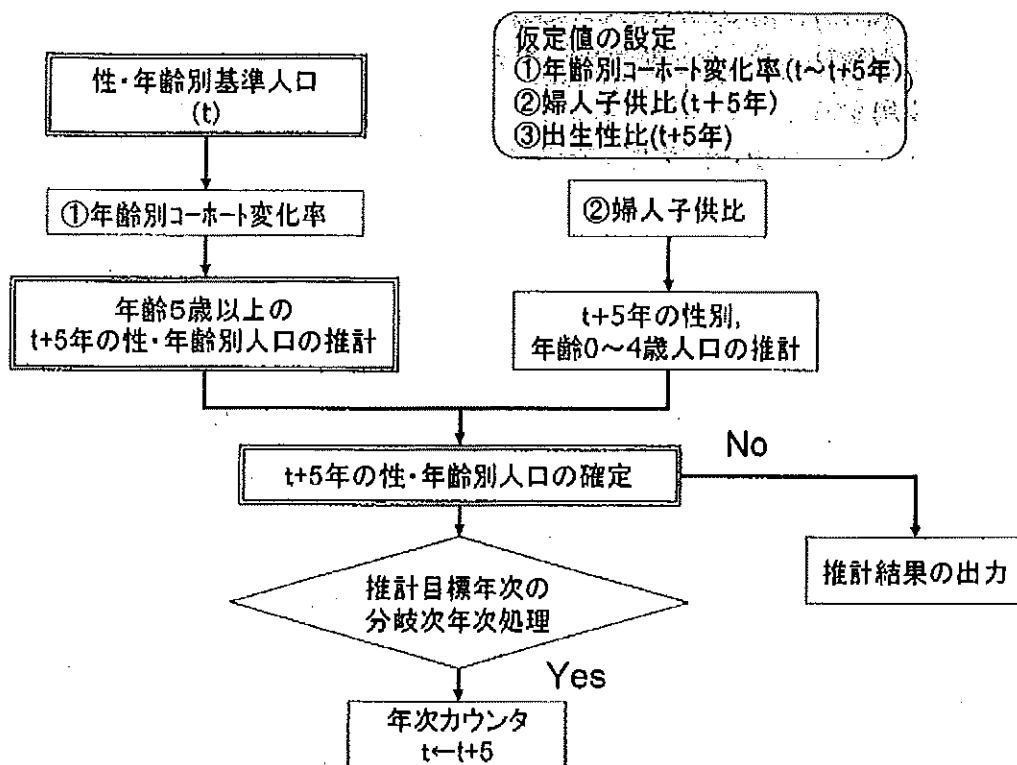 性・年齢別基準人口
(t)
仮定値の設定
①年齢別コーホート変化率(t～t+5年)
②婦人子供比(t+5年)
③出生性比(t+5年)
①年齢別コーホート変化率
②婦人子供比
年齢5歳以上の
t+5年の性・年齢別人口の推計
t+5年の性別,
年齢0～4歳人口の推計
t+5年の性・年齢別人口の確定
No
推計結果の出力
推計目標年次の
分岐次年次処理
Yes
年次カウンタ
t←t+5